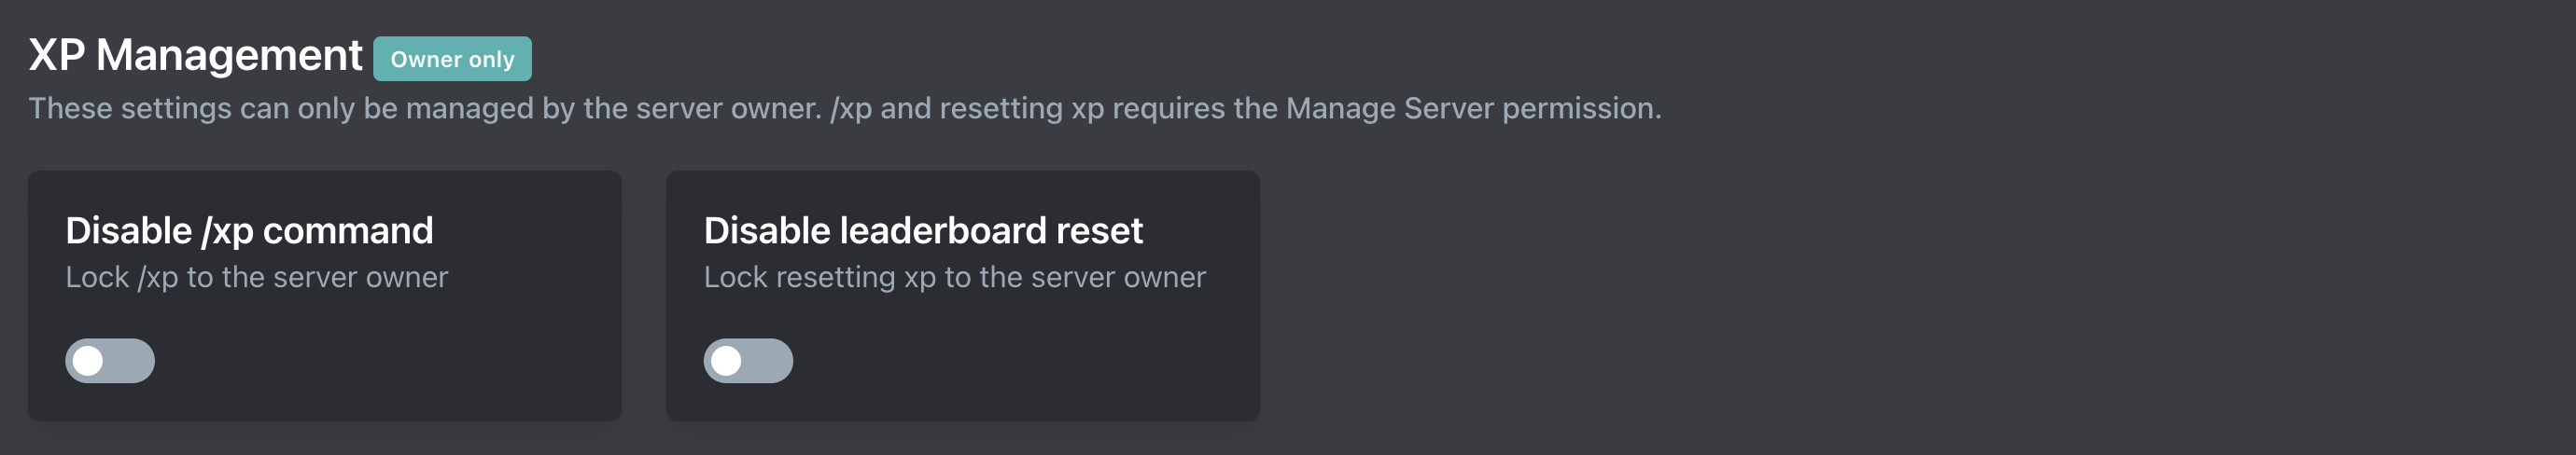 XP Management Owner only
These settings can only be managed by the server owner. /xp and resetting xp requires the Manage Server permission.
Disable /xp command
Lock /xp to the server owner
Disable leaderboard reset
Lock resetting xp to the server owner